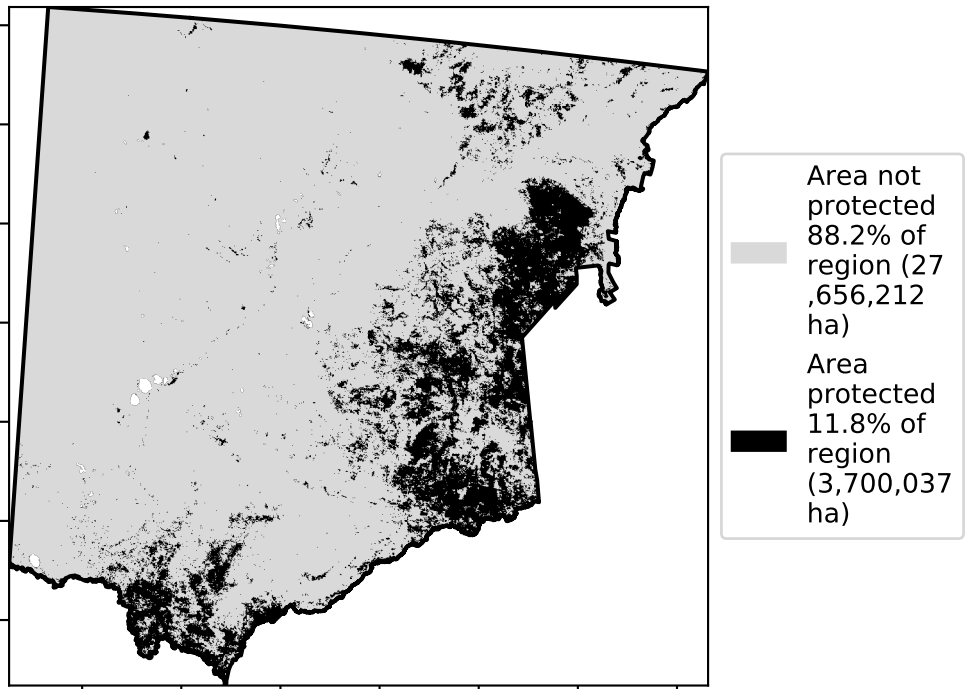 Area not
protected
88.2% of
region (27
,656,212
ha)
Area
protected
11.8% of
region
(3,700,037
ha)